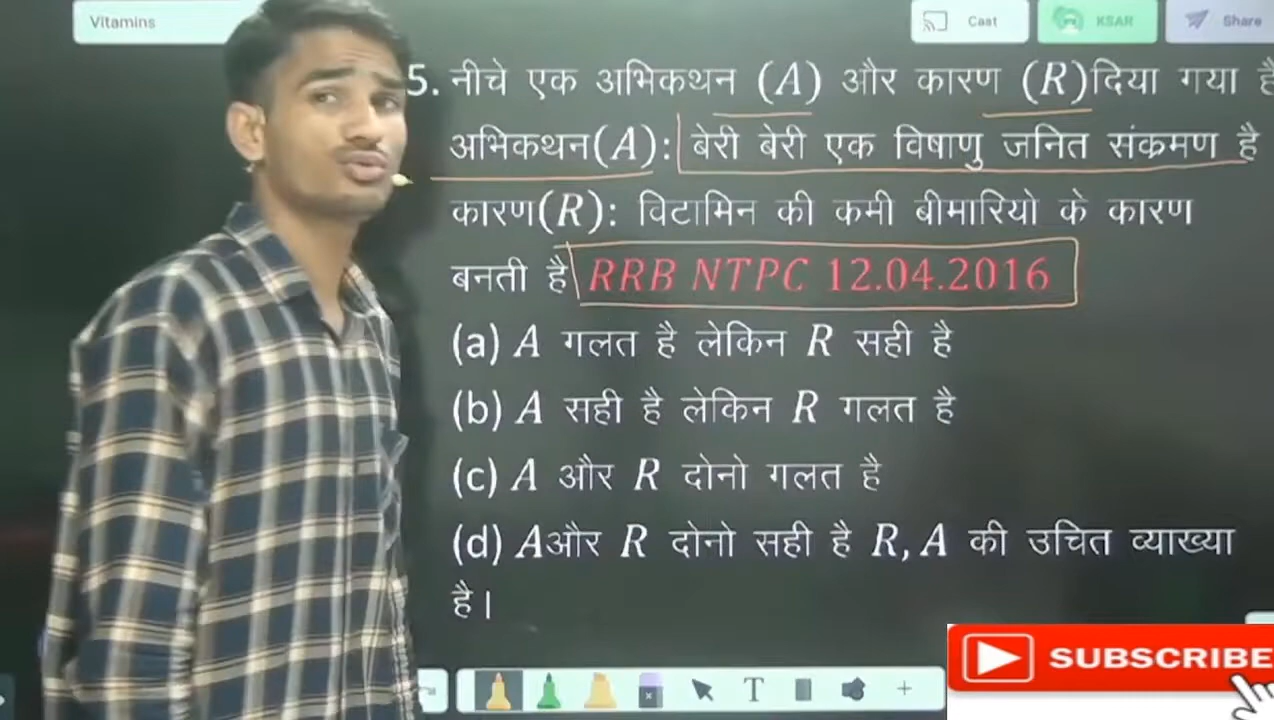 Vitamins
Cast
KSAR
Share
5. नीचे एक अभिकथन (A) और कारण (R)दिया गया है
अभिकथन(A): बेरी बेरी एक विषाणु जनित संक्रमण है
कारण(R): विटामिन की कमी बीमारियो के कारण
बनती है RRB NTPC 12.04.2016
(a) A गलत है लेकिन R सही है
(b) A सही है लेकिन R गलत है
(c) A और R दोनो गलत है
(d) Aऔर R दोनो सही है R, A की उचित व्याख्या
है।
T
SUBSCRIBE